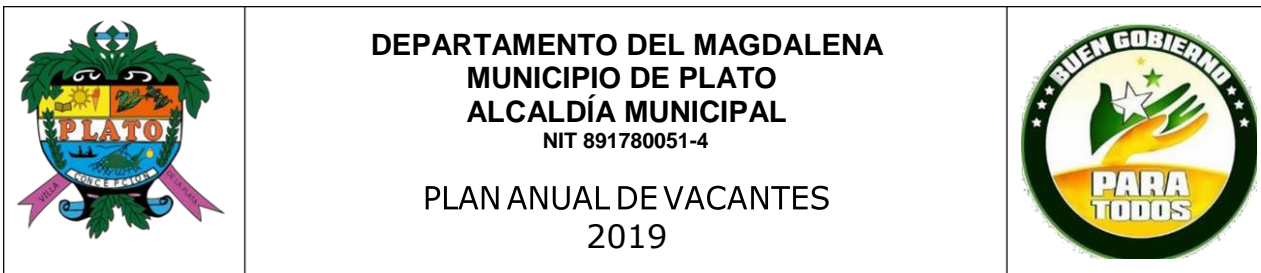 PLATO
VILLA CONCEPCION DE LA PLATA
DEPARTAMENTO DEL MAGDALENA
MUNICIPIO DE PLATO
ALCALDÍA MUNICIPAL
NIT 891780051-4
PLAN ANUAL DE VACANTES
2019
BUEN GOBIERNO
PARA
TODOS